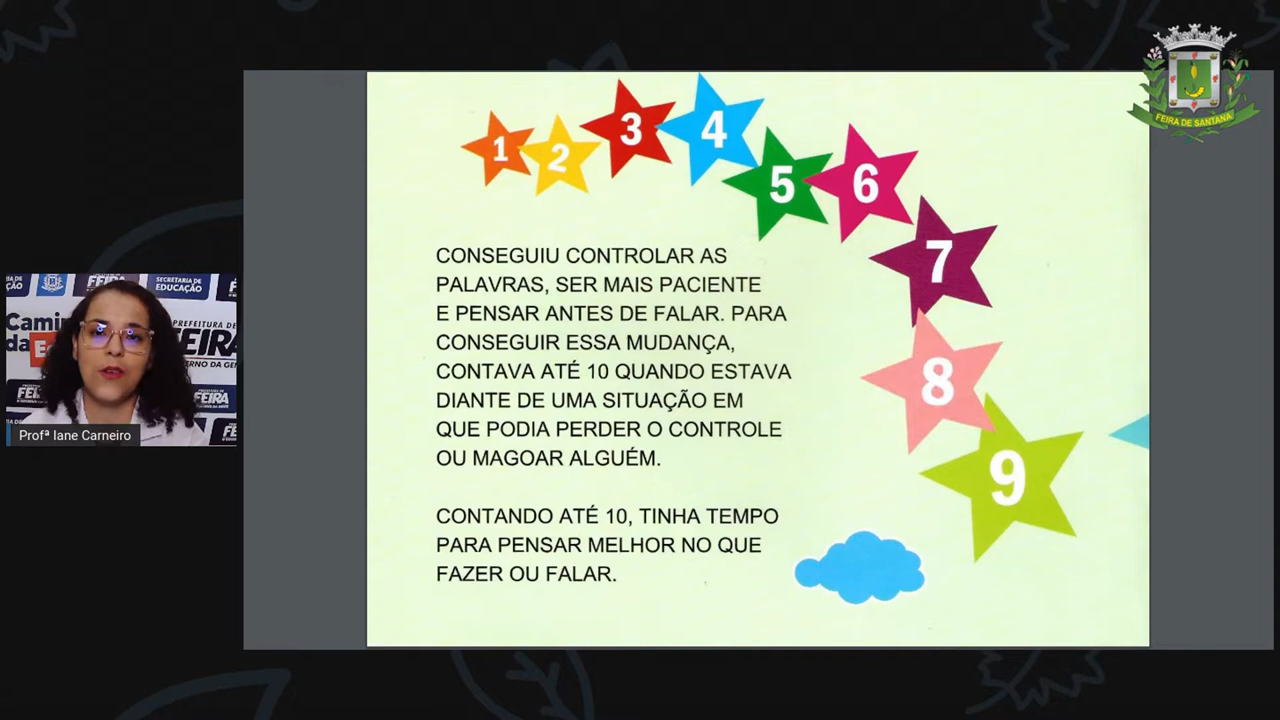 FEIRA DE SANTANA
1
2
3
4
5
6
7
8
9
CONSEGUIU CONTROLAR AS
PALAVRAS, SER MAIS PACIENTE
E PENSAR ANTES DE FALAR. PARA
CONSEGUIR ESSA MUDANÇA,
CONTAVA ATÉ 10 QUANDO ESTAVA
DIANTE DE UMA SITUAÇÃO EM
QUE PODIA PERDER O CONTROLE
OU MAGOAR ALGUÉM.
CONTANDO ATÉ 10, TINHA TEMPO
PARA PENSAR MELHOR NO QUE
FAZER OU FALAR.
SECRETARIA DE
EDUCAÇÃO
PREFEITURA DE
FEIRA
Profª Iane Carneiro